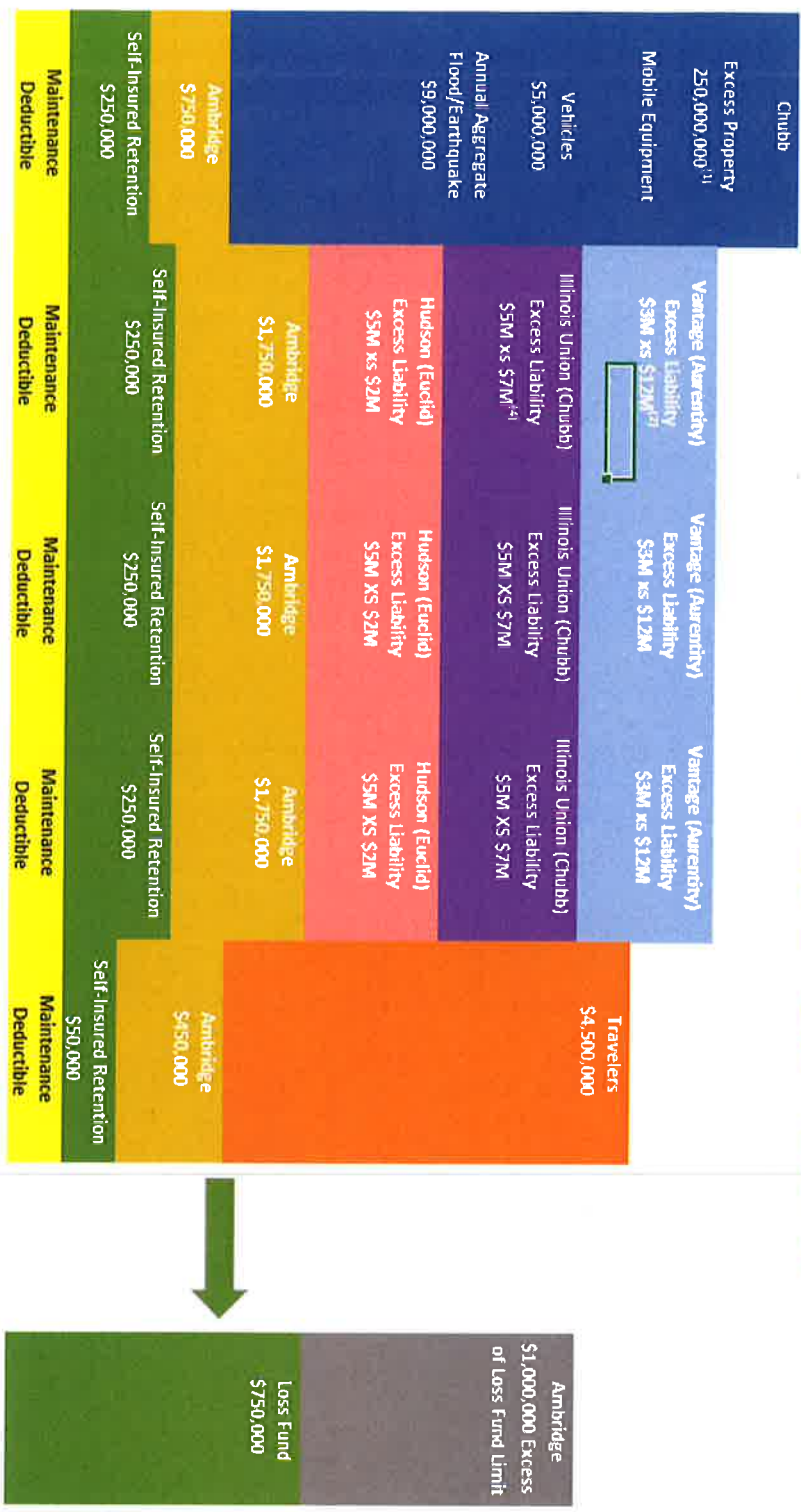 Chubb
Excess Property
250,000,000⁽¹⁾
Mobile Equipment
Vehicles
$5,000,000
Annual Aggregate
Flood/Earthquake
$9,000,000
Ambridge
$750,000
Self-Insured Retention
$250,000
Maintenance
Deductible
Vantage (Aurentity)
Excess Liability
$3M xs $12M
Illinois Union (Chubb)
Excess Liability
$5M xs $7M⁽⁴⁾
Hudson (Euclid)
Excess Liability
$5M xs $2M
Ambridge
$1,750,000
Self-Insured Retention
$250,000
Maintenance
Deductible
Vantage (Aurentity)
Excess Liability
$3M xs $12M
Illinois Union (Chubb)
Excess Liability
$5M XS $7M
Hudson (Euclid)
Excess Liability
$5M XS $2M
Ambridge
$1,750,000
Self-Insured Retention
$250,000
Maintenance
Deductible
Vantage (Aurentity)
Excess Liability
$3M xs $12M
Illinois Union (Chubb)
Excess Liability
$5M XS $7M
Hudson (Euclid)
Excess Liability
$5M XS $2M
Ambridge
$1,750,000
Self-Insured Retention
$250,000
Maintenance
Deductible
Travelers
$4,500,000
Ambridge
$450,000
Self-Insured Retention
$50,000
Maintenance
Deductible
Ambridge
$1,000,000 Excess
of Loss Fund Limit
Loss Fund
$750,000